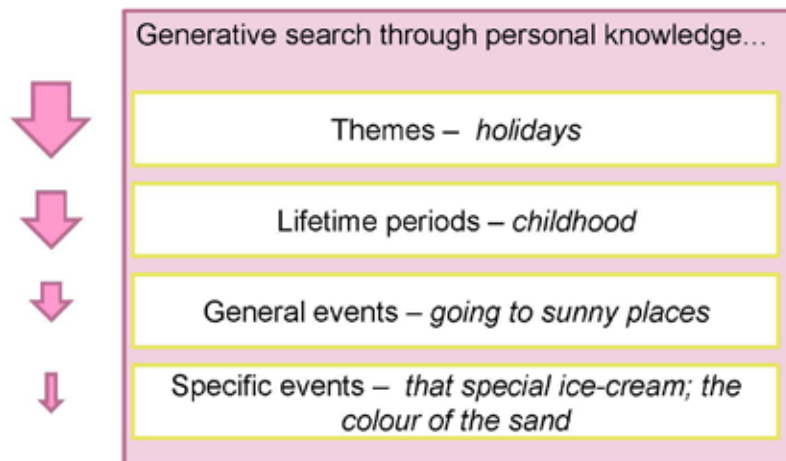 Generative search through personal knowledge…
Themes – holidays
Lifetime periods – childhood
General events – going to sunny places
Specific events – that special ice-cream; the
colour of the sand